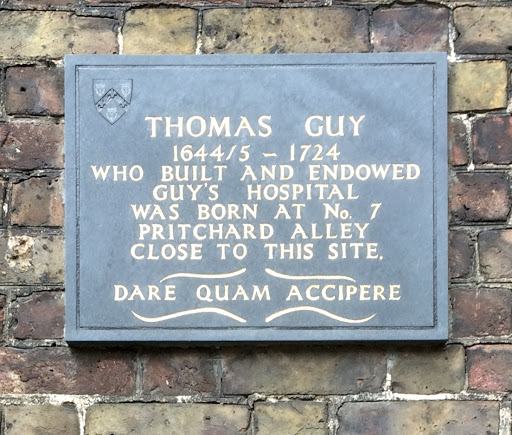 THOMAS GUY
1644/5 – 1724
WHO BUILT AND ENDOWED
GUY'S HOSPITAL
WAS BORN AT No. 7
PRITCHARD ALLEY
CLOSE TO THIS SITE.
DARE QUAM ACCIPERE